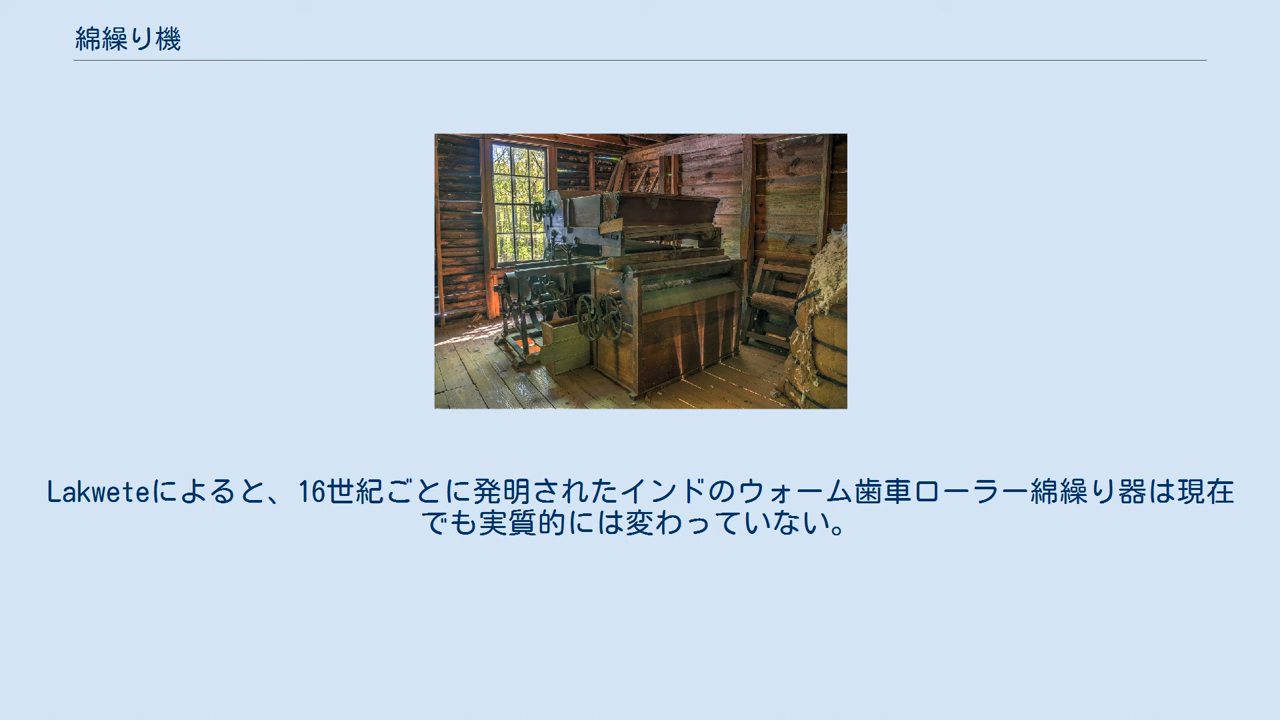 綿繰り機
Lakweteによると、16世紀ごとに発明されたインドのウォーム歯車ローラー綿繰り器は現在
でも実質的には変わっていない。